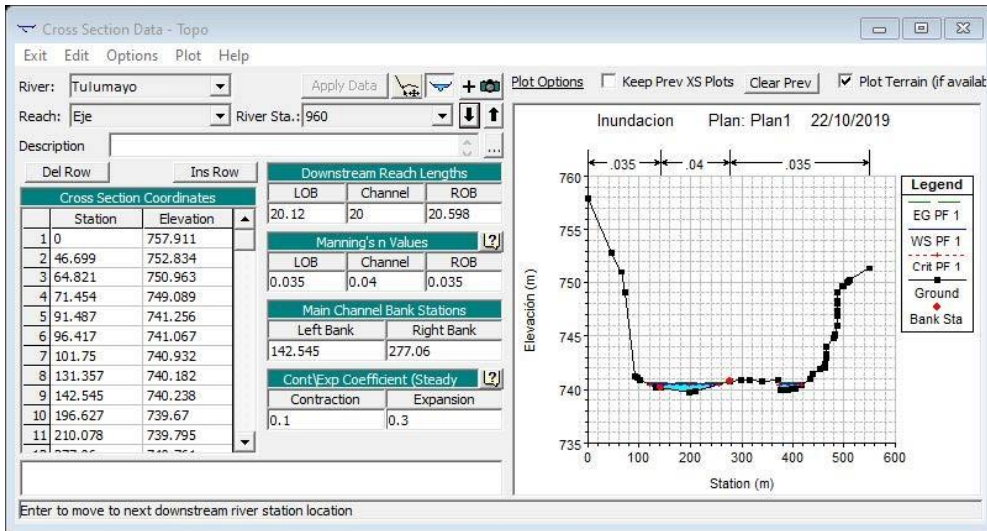 Cross Section Data - Topo
Exit Edit Options Plot Help
River: Tulumayo
Apply Data
Reach: Eje
River Sta.: 960
Description
...
Del Row
Ins Row
Cross Section Coordinates
Station Elevation
1 0 757.911
2 46.699 752.834
3 64.821 750.963
4 71.454 749.089
5 91.487 741.256
6 96.417 741.067
7 101.75 740.932
8 131.357 740.182
9 142.545 740.238
10 196.627 739.67
11 210.078 739.795
Downstream Reach Lengths
LOB Channel ROB
20.12 20 20.598
Manning's n Values
LOB Channel ROB
0.035 0.04 0.035
Main Channel Bank Stations
Left Bank Right Bank
142.545 277.06
Cont\Exp Coefficient (Steady
Contraction Expansion
0.1 0.3
Plot Options Keep Prev XS Plots Clear Prev Plot Terrain (if availab
Inundacion Plan: Plan1 22/10/2019
.035 .04 .035
760
755
750
745
740
735
Elevación (m)
0 100 200 300 400 500 600
Station (m)
Legend
EG PF 1
WS PF 1
Crit PF 1
Ground
Bank Sta
Enter to move to next downstream river station location